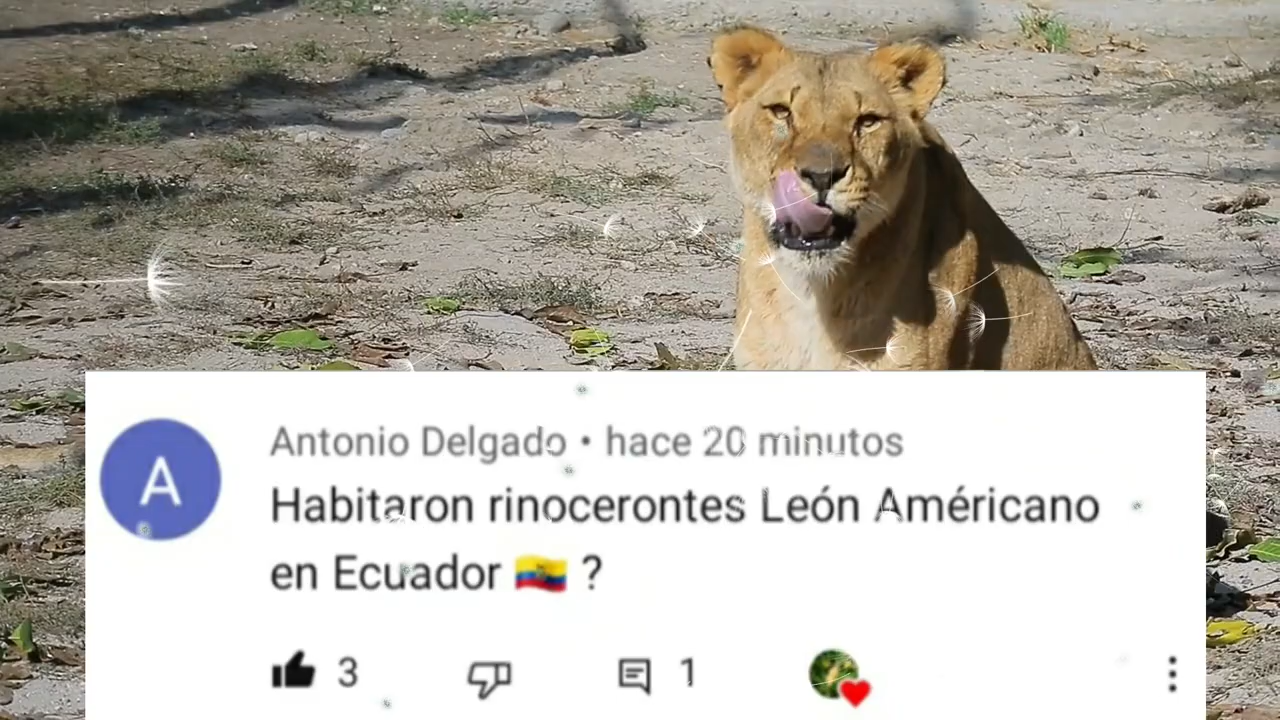 A
Antonio Delgado • hace 20 minutos
Habitaron rinocerontes León Américano
en Ecuador 🇪🇨 ?
3
1